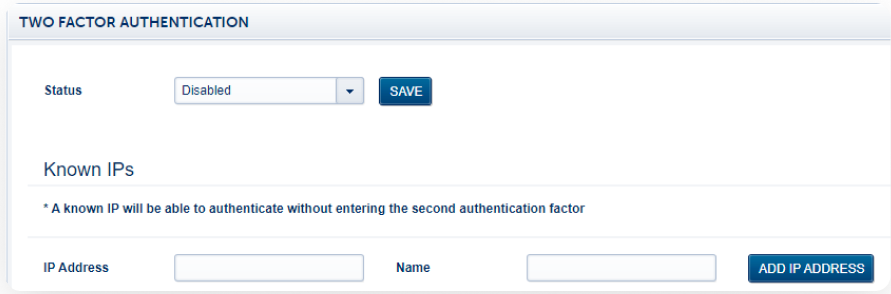 TWO FACTOR AUTHENTICATION
Status Disabled SAVE
Known IPs
* A known IP will be able to authenticate without entering the second authentication factor
IP Address Name ADD IP ADDRESS